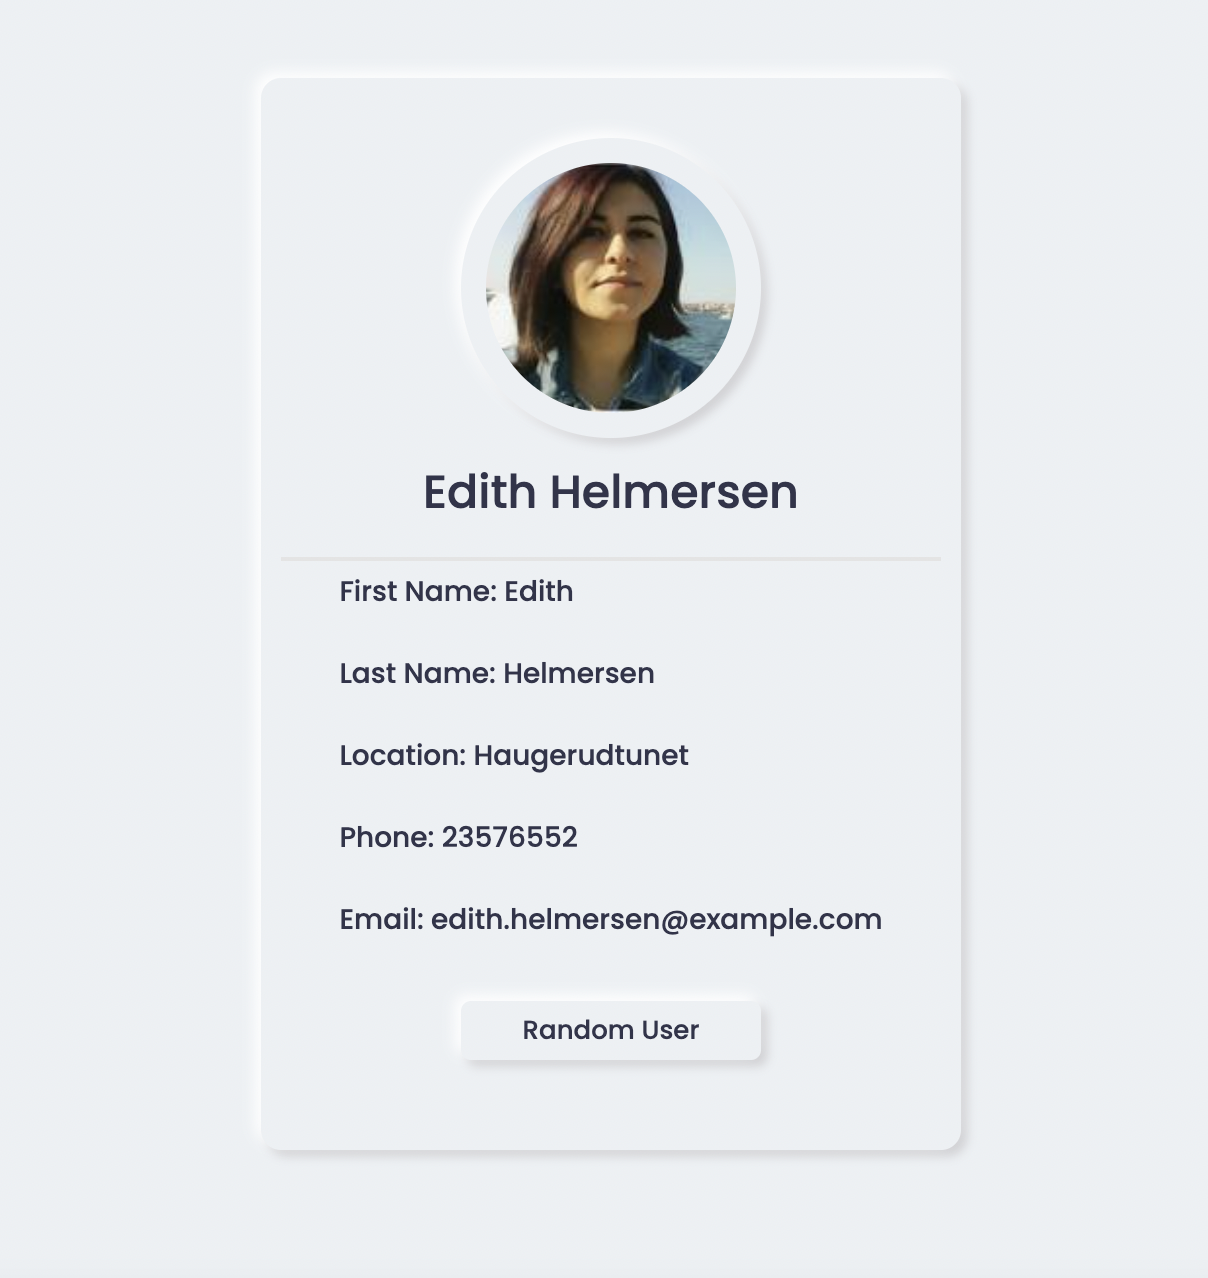 Edith Helmersen
First Name: Edith
Last Name: Helmersen
Location: Haugerudtunet
Phone: 23576552
Email: edith.helmersen@example.com
Random User